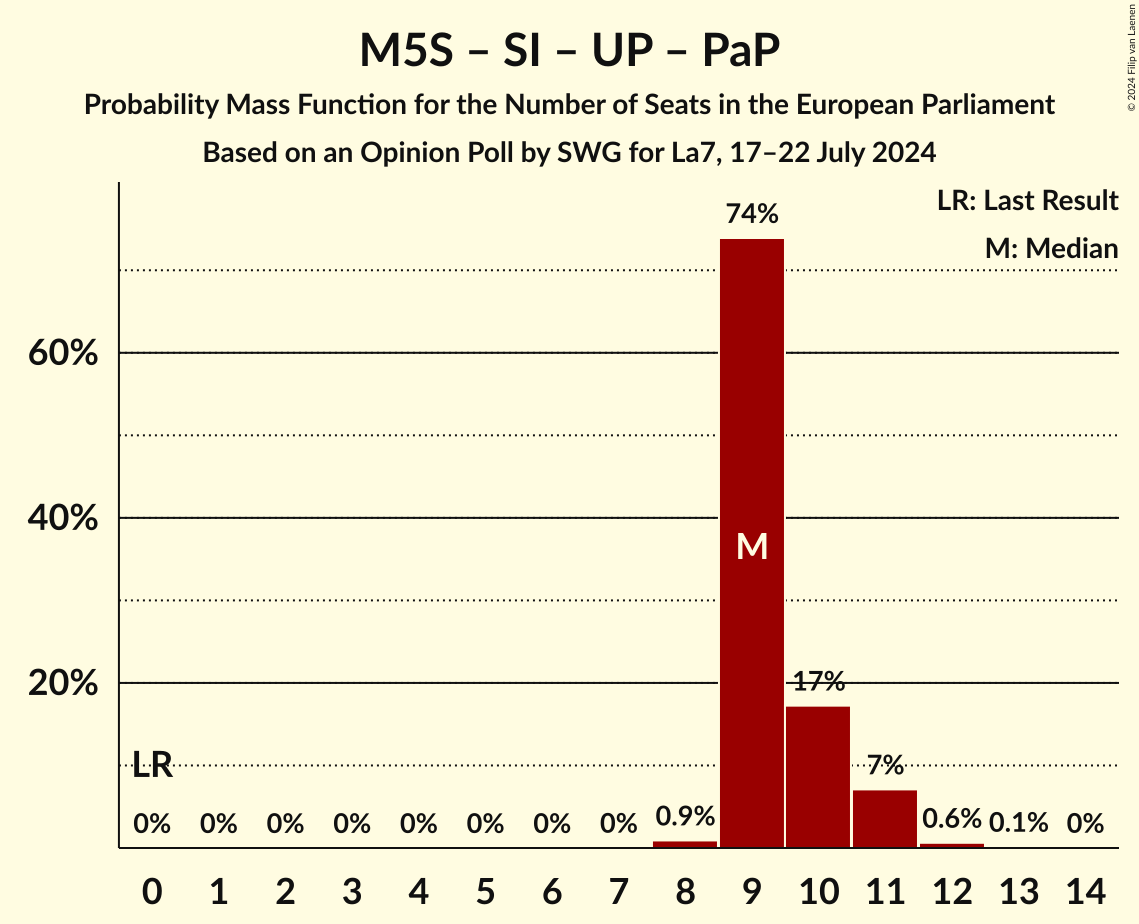 M5S – SI – UP – PaP
Probability Mass Function for the Number of Seats in the European Parliament
Based on an Opinion Poll by SWG for La7, 17–22 July 2024
© 2024 Filip van Laenen
LR: Last Result
M: Median
74%
60%
40%
M
20%
17%
LR
7%
0% 0% 0% 0% 0% 0% 0% 0% 0.9% 0.6% 0.1% 0%
0 1 2 3 4 5 6 7 8 9 10 11 12 13 14